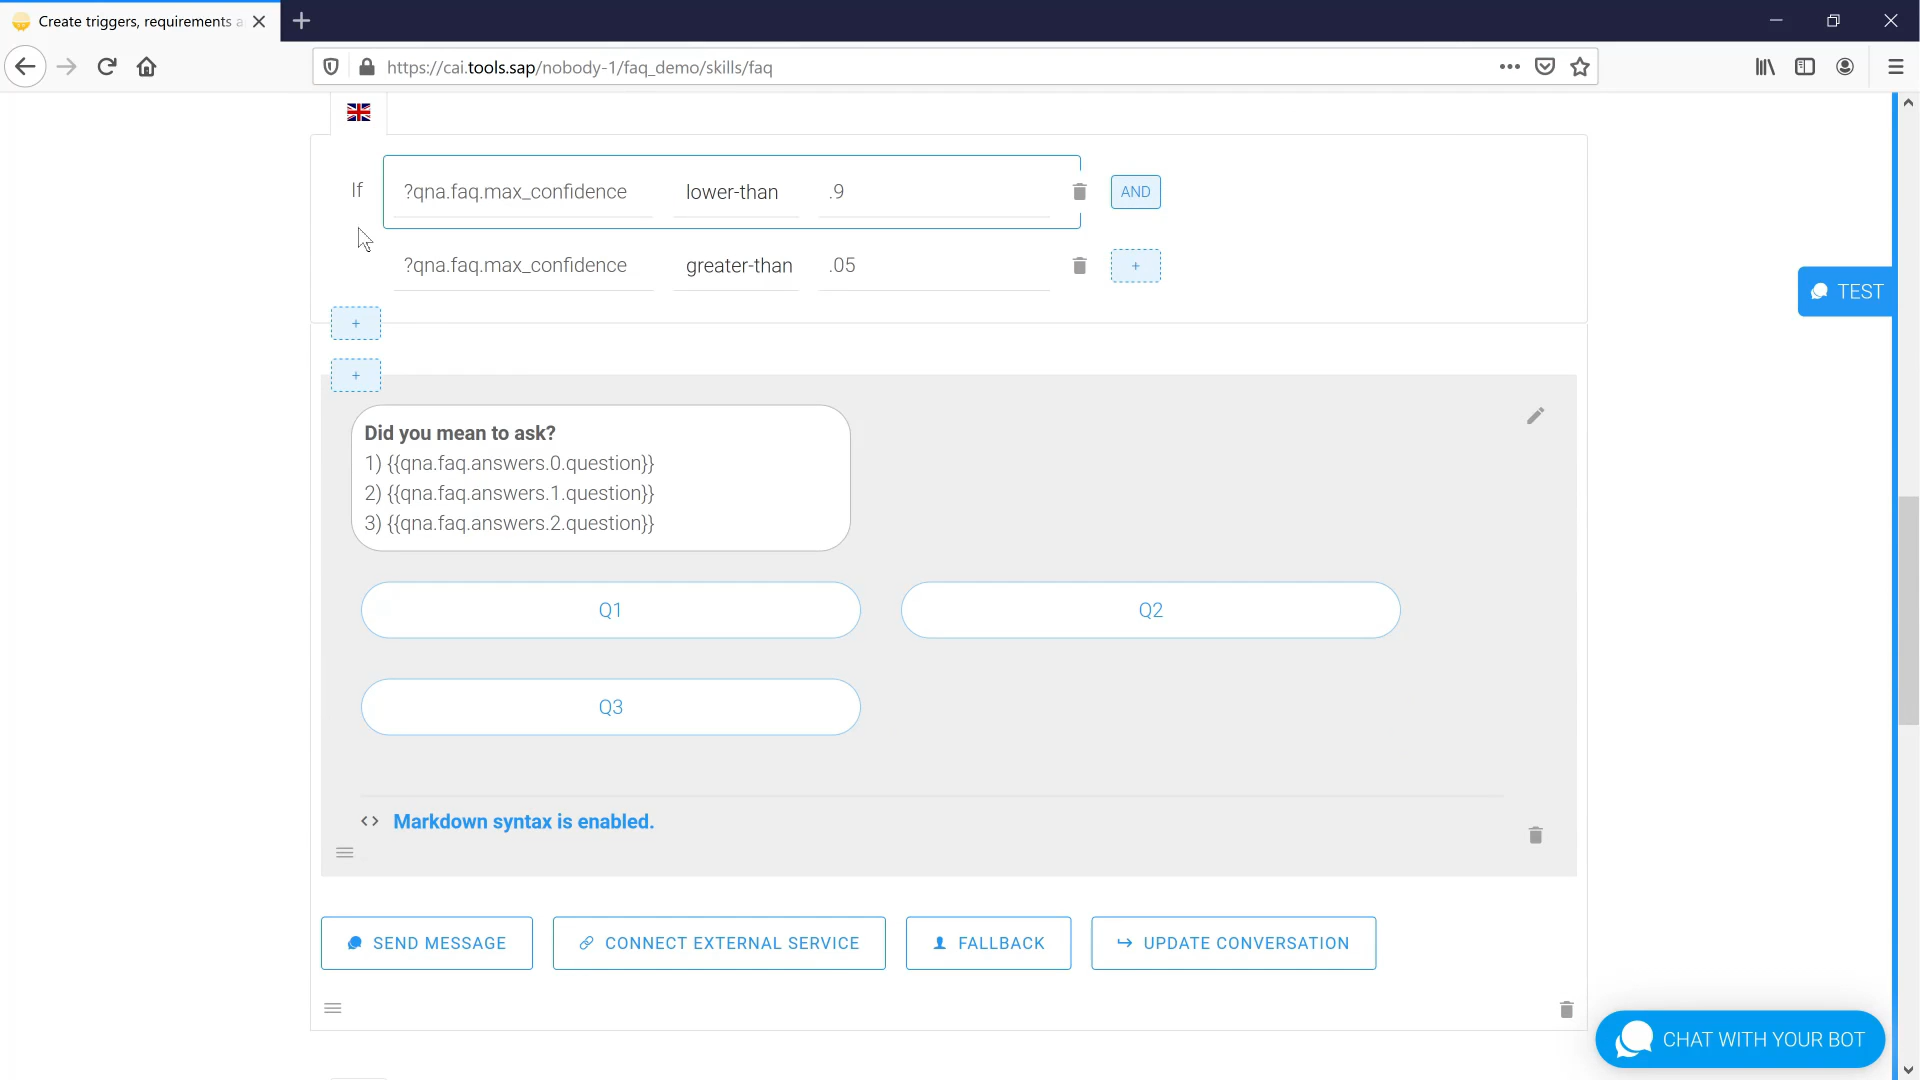 Create triggers, requirements a
https://cai.tools.sap/nobody-1/faq_demo/skills/faq
If ?qna.faq.max_confidence lower-than .9 AND
?qna.faq.max_confidence greater-than .05 +
+
TEST
+
Did you mean to ask?
1) {{qna.faq.answers.0.question}}
2) {{qna.faq.answers.1.question}}
3) {{qna.faq.answers.2.question}}
Q1 Q2
Q3
<> Markdown syntax is enabled.
SEND MESSAGE CONNECT EXTERNAL SERVICE FALLBACK UPDATE CONVERSATION
CHAT WITH YOUR BOT